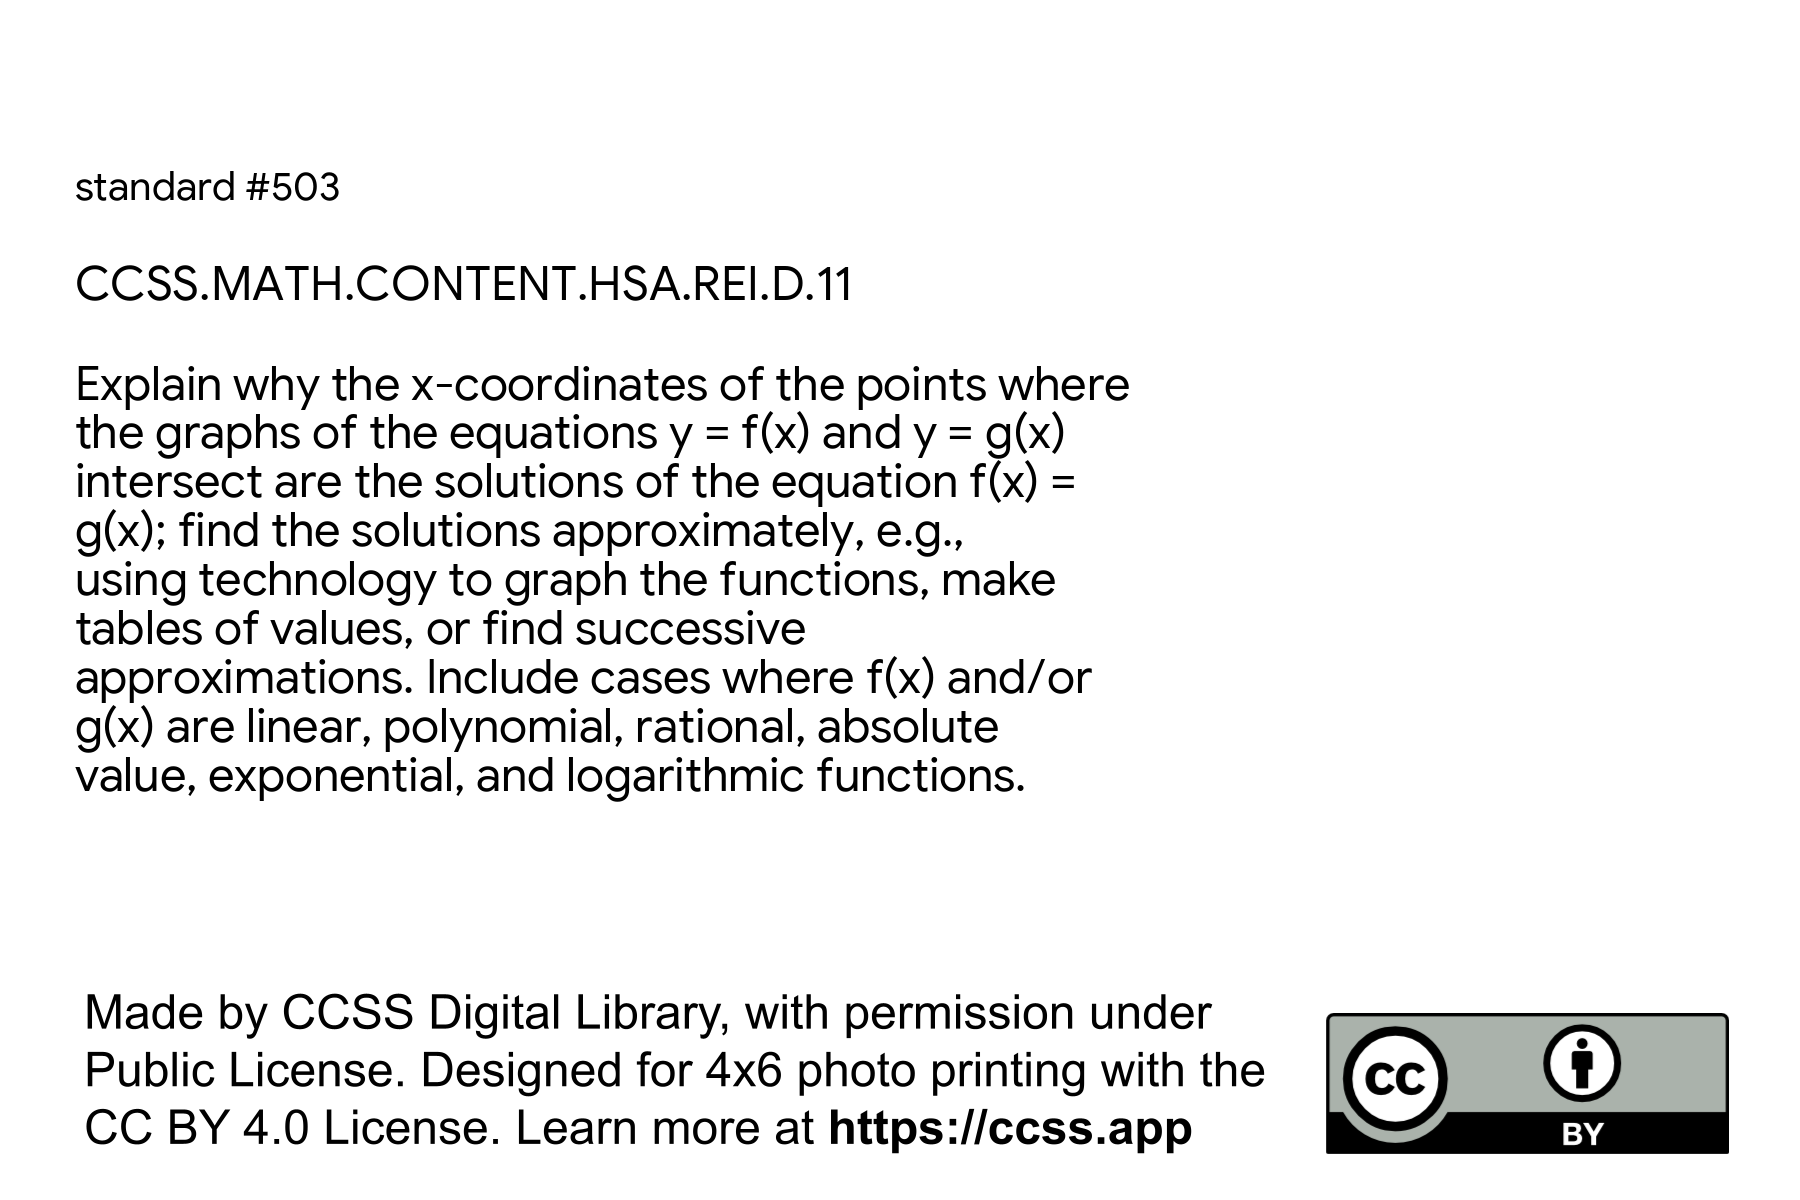 standard #503
CCSS.MATH.CONTENT.HSA.REI.D.11
Explain why the x-coordinates of the points where
the graphs of the equations y = f(x) and y = g(x)
intersect are the solutions of the equation f(x) =
g(x); find the solutions approximately, e.g.,
using technology to graph the functions, make
tables of values, or find successive
approximations. Include cases where f(x) and/or
g(x) are linear, polynomial, rational, absolute
value, exponential, and logarithmic functions.
Made by CCSS Digital Library, with permission under
Public License. Designed for 4x6 photo printing with the
CC BY 4.0 License. Learn more at https://ccss.app
CC
BY